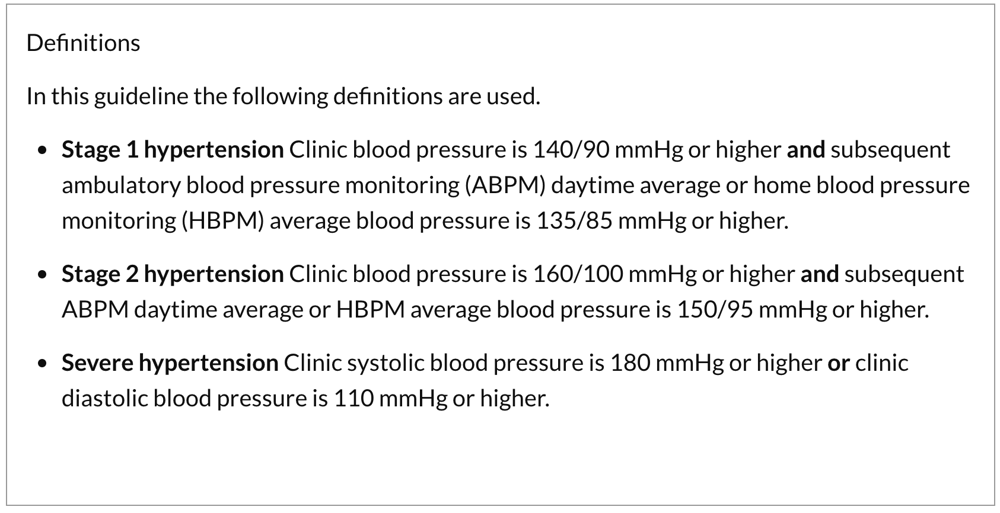 Definitions
In this guideline the following definitions are used.
• Stage 1 hypertension Clinic blood pressure is 140/90 mmHg or higher and subsequent
ambulatory blood pressure monitoring (ABPM) daytime average or home blood pressure
monitoring (HBPM) average blood pressure is 135/85 mmHg or higher.
• Stage 2 hypertension Clinic blood pressure is 160/100 mmHg or higher and subsequent
ABPM daytime average or HBPM average blood pressure is 150/95 mmHg or higher.
• Severe hypertension Clinic systolic blood pressure is 180 mmHg or higher or clinic
diastolic blood pressure is 110 mmHg or higher.